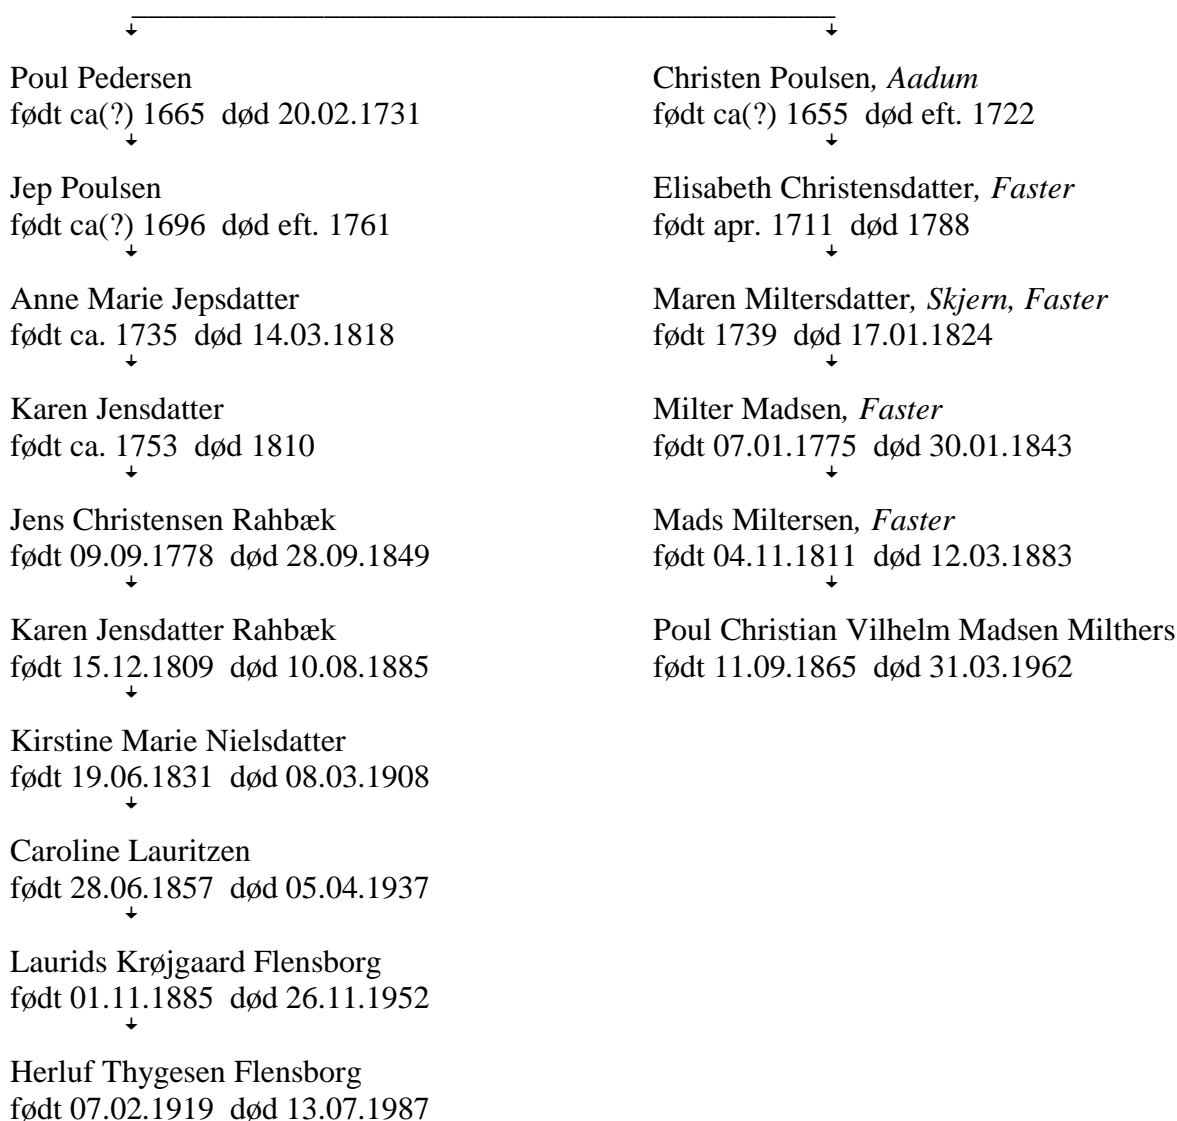 Poul Pedersen
født ca(?) 1665 død 20.02.1731
Jep Poulsen
født ca(?) 1696 død eft. 1761
Anne Marie Jepsdatter
født ca. 1735 død 14.03.1818
Karen Jensdatter
født ca. 1753 død 1810
Jens Christensen Rahbæk
født 09.09.1778 død 28.09.1849
Karen Jensdatter Rahbæk
født 15.12.1809 død 10.08.1885
Kirstine Marie Nielsdatter
født 19.06.1831 død 08.03.1908
Caroline Lauritzen
født 28.06.1857 død 05.04.1937
Laurids Krøjgaard Flensborg
født 01.11.1885 død 26.11.1952
Herluf Thygesen Flensborg
født 07.02.1919 død 13.07.1987
Christen Poulsen, Aadum
født ca(?) 1655 død eft. 1722
Elisabeth Christensdatter, Faster
født apr. 1711 død 1788
Maren Miltersdatter, Skjern, Faster
født 1739 død 17.01.1824
Milter Madsen, Faster
født 07.01.1775 død 30.01.1843
Mads Miltersen, Faster
født 04.11.1811 død 12.03.1883
Poul Christian Vilhelm Madsen Milthers
født 11.09.1865 død 31.03.1962